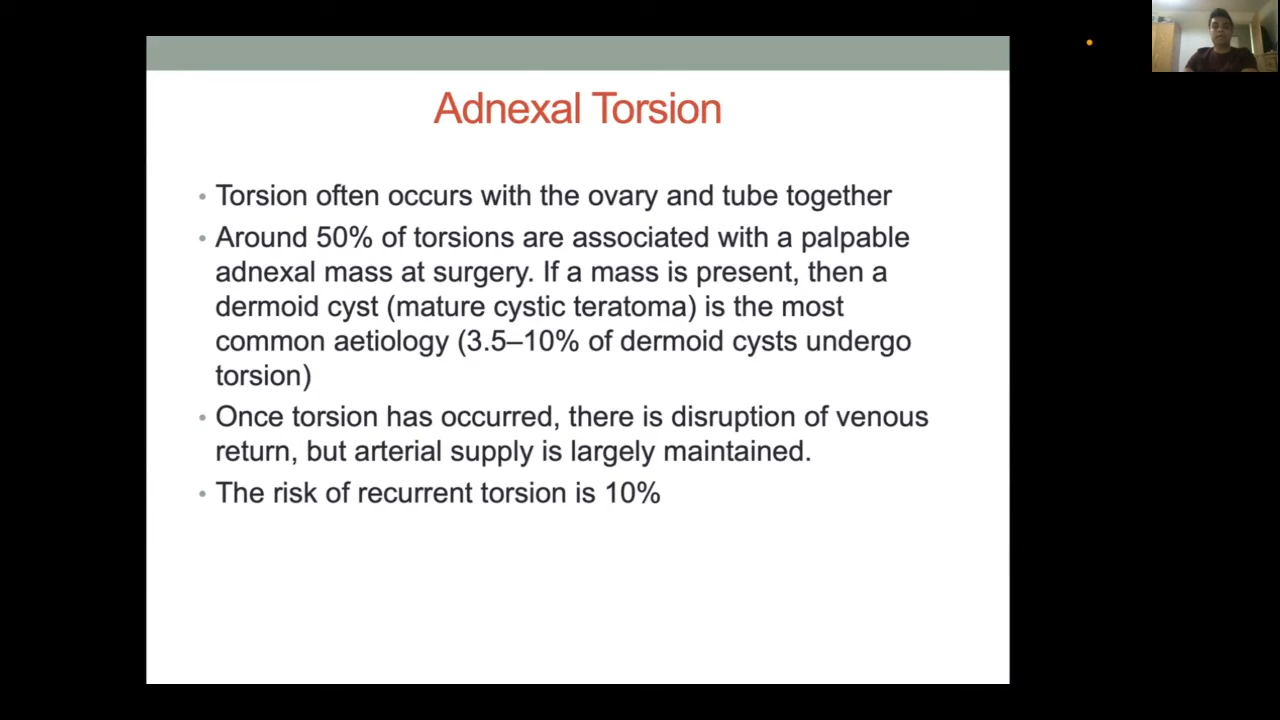 Adnexal Torsion
• Torsion often occurs with the ovary and tube together
• Around 50% of torsions are associated with a palpable
adnexal mass at surgery. If a mass is present, then a
dermoid cyst (mature cystic teratoma) is the most
common aetiology (3.5–10% of dermoid cysts undergo
torsion)
• Once torsion has occurred, there is disruption of venous
return, but arterial supply is largely maintained.
• The risk of recurrent torsion is 10%